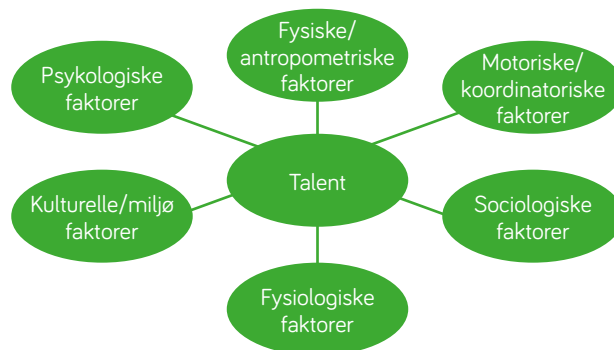 Fysiske/
antropometriske
faktorer
Psykologiske
faktorer
Motoriske/
koordinatoriske
faktorer
Talent
Kulturelle/miljø
faktorer
Sociologiske
faktorer
Fysiologiske
faktorer